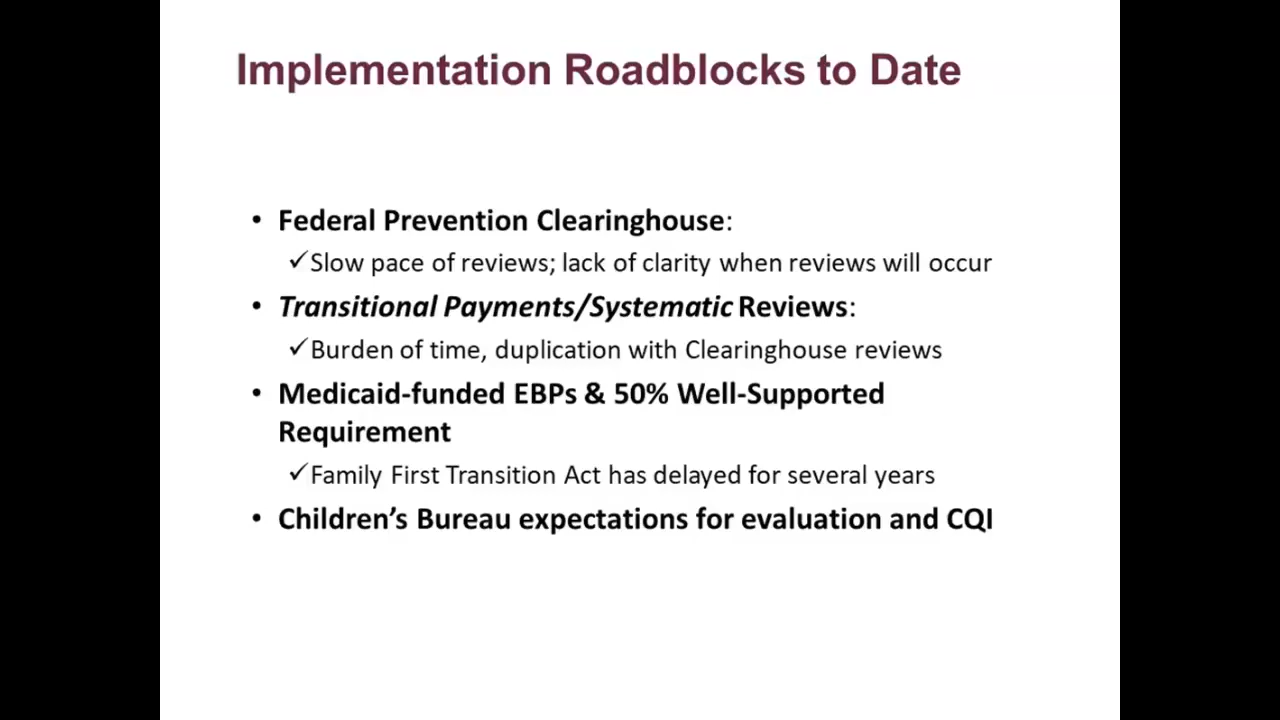 Implementation Roadblocks to Date
• Federal Prevention Clearinghouse:
✓Slow pace of reviews; lack of clarity when reviews will occur
• Transitional Payments/Systematic Reviews:
✓Burden of time, duplication with Clearinghouse reviews
• Medicaid-funded EBPs & 50% Well-Supported
Requirement
✓Family First Transition Act has delayed for several years
• Children’s Bureau expectations for evaluation and CQI